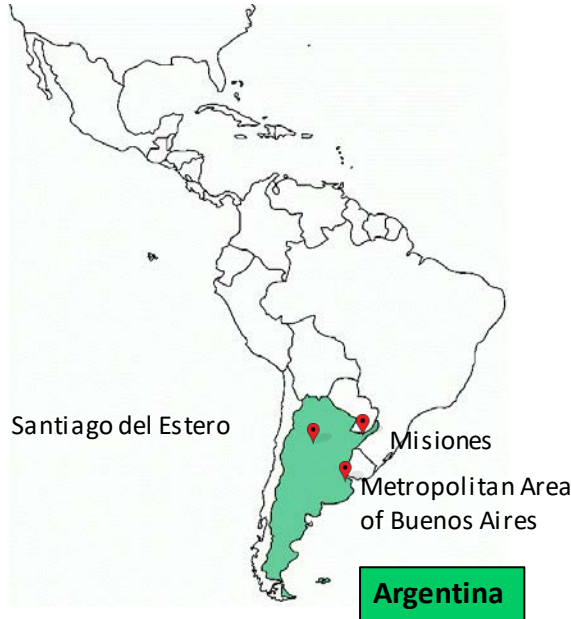 Santiago del Estero
Misiones
Metropolitan Area
of Buenos Aires
Argentina